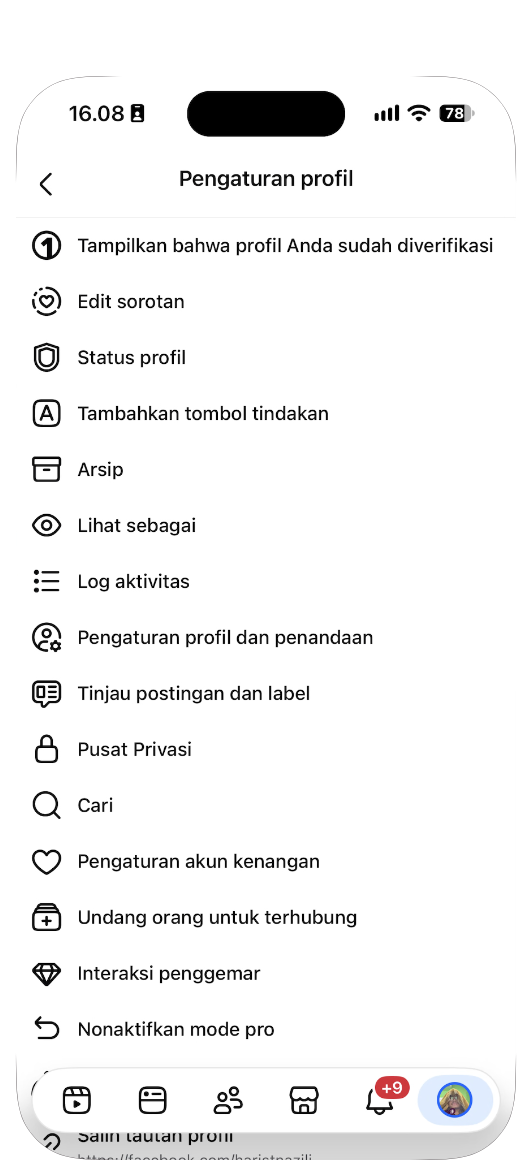 16.08
78
Pengaturan profil
Tampilkan bahwa profil Anda sudah diverifikasi
Edit sorotan
Status profil
A Tambahkan tombol tindakan
Arsip
Lihat sebagai
Log aktivitas
Pengaturan profil dan penandaan
Tinjau postingan dan label
Pusat Privasi
Cari
Pengaturan akun kenangan
Undang orang untuk terhubung
Interaksi penggemar
Nonaktifkan mode pro
+9
Salin tautan profil